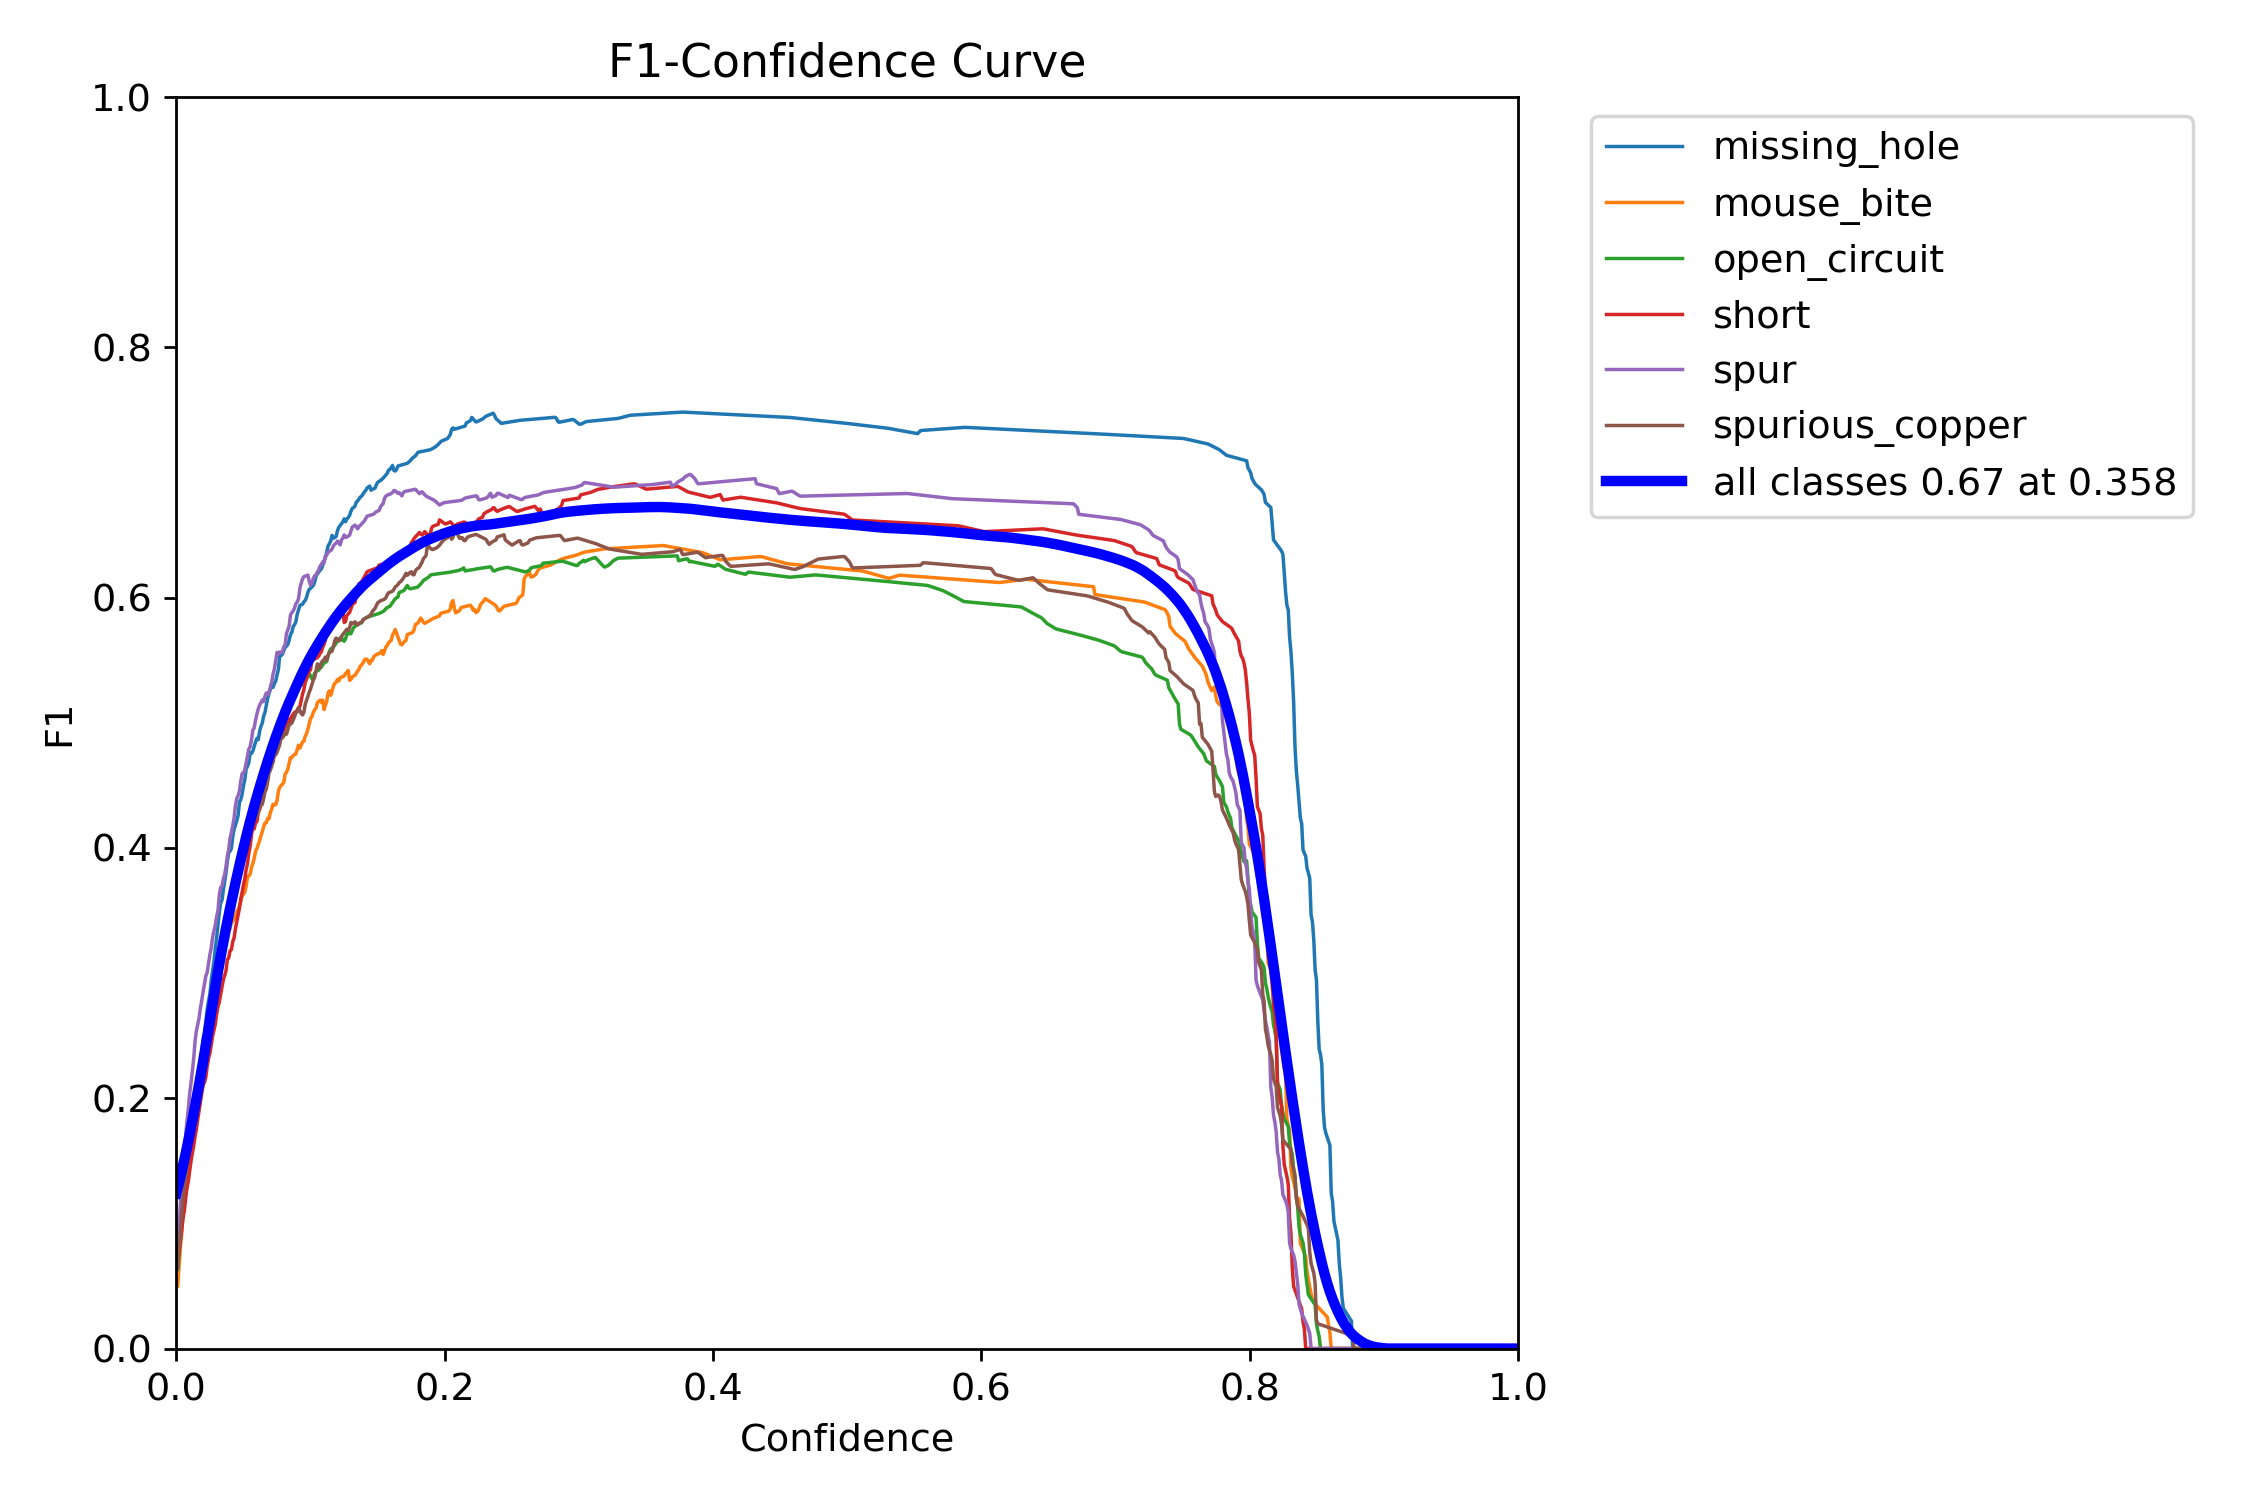 F1-Confidence Curve
1.0
0.8
0.6
0.4
0.2
0.0
F1
0.0 0.2 0.4 0.6 0.8 1.0
Confidence
missing_hole
mouse_bite
open_circuit
short
spur
spurious_copper
all classes 0.67 at 0.358